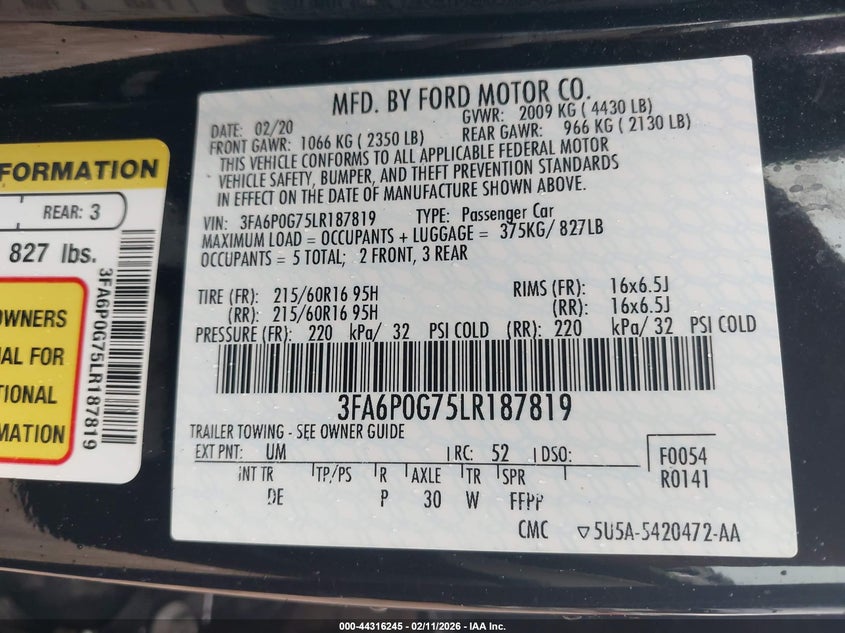 FORMATION
REAR: 3
827 lbs.
OWNERS
AL FOR
TIONAL
MATION
3FA6P0G75LR187819
MFD. BY FORD MOTOR CO.
DATE: 02/20 GVWR: 2009 KG ( 4430 LB)
FRONT GAWR: 1066 KG ( 2350 LB) REAR GAWR: 966 KG ( 2130 LB)
THIS VEHICLE CONFORMS TO ALL APPLICABLE FEDERAL MOTOR
VEHICLE SAFETY, BUMPER, AND THEFT PREVENTION STANDARDS
IN EFFECT ON THE DATE OF MANUFACTURE SHOWN ABOVE.
VIN: 3FA6P0G75LR187819 TYPE: Passenger Car
MAXIMUM LOAD = OCCUPANTS + LUGGAGE = 375KG/ 827LB
OCCUPANTS = 5 TOTAL; 2 FRONT, 3 REAR
TIRE (FR): 215/60R16 95H RIMS (FR): 16x6.5J
(RR): 215/60R16 95H (RR): 16x6.5J
PRESSURE (FR): 220 kPa/ 32 PSI COLD (RR): 220 kPa/ 32 PSI COLD
3FA6P0G75LR187819
TRAILER TOWING - SEE OWNER GUIDE
EXT PNT: UM RC: 52 DSO: F0054
INT TR TP/PS R AXLE TR SPR R0141
DE P 30 W FFPP
CMC 5U5A-5420472-AA
000-44316245 - 02/11/2026 - IAA Inc.